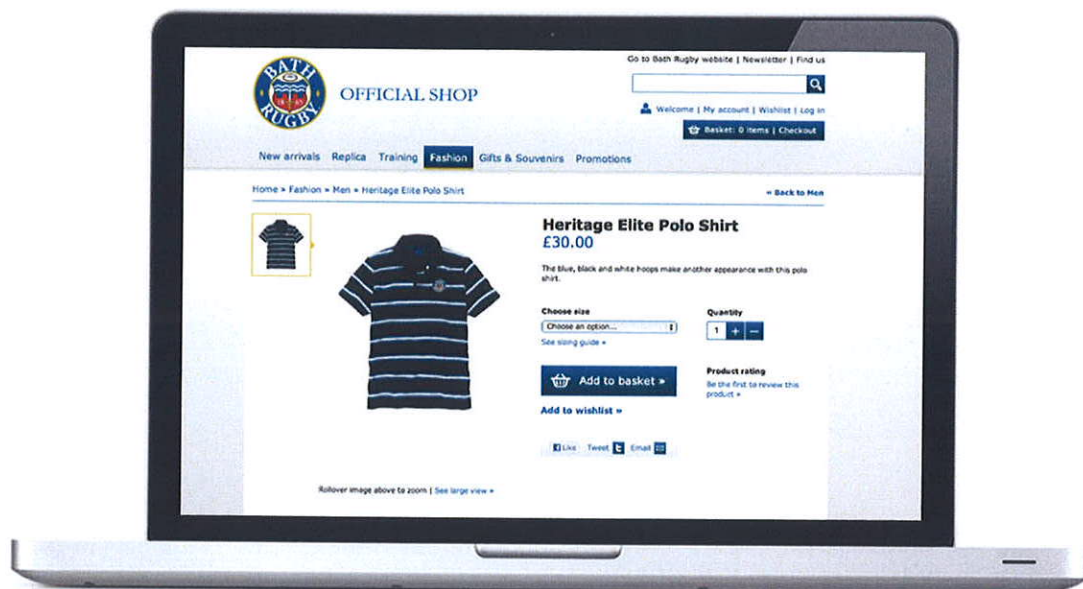 Go to Bath Rugby website | Newsletter | Find us
BATH
RUGBY
OFFICIAL SHOP
Welcome | My account | Wishlist | Log in
Basket: 0 items | Checkout
New arrivals Replica Training Fashion Gifts & Souvenirs Promotions
Home » Fashion » Men » Heritage Elite Polo Shirt
« Back to Men
Heritage Elite Polo Shirt
£30.00
The blue, black and white hoops make another appearance with this polo
shirt.
Choose size
Quantity
Choose an option...
1 + −
See sizing guide »
Add to basket »
Product rating
Be the first to review this
product »
Add to wishlist »
Like Tweet Email
Rollover image above to zoom | See large view »